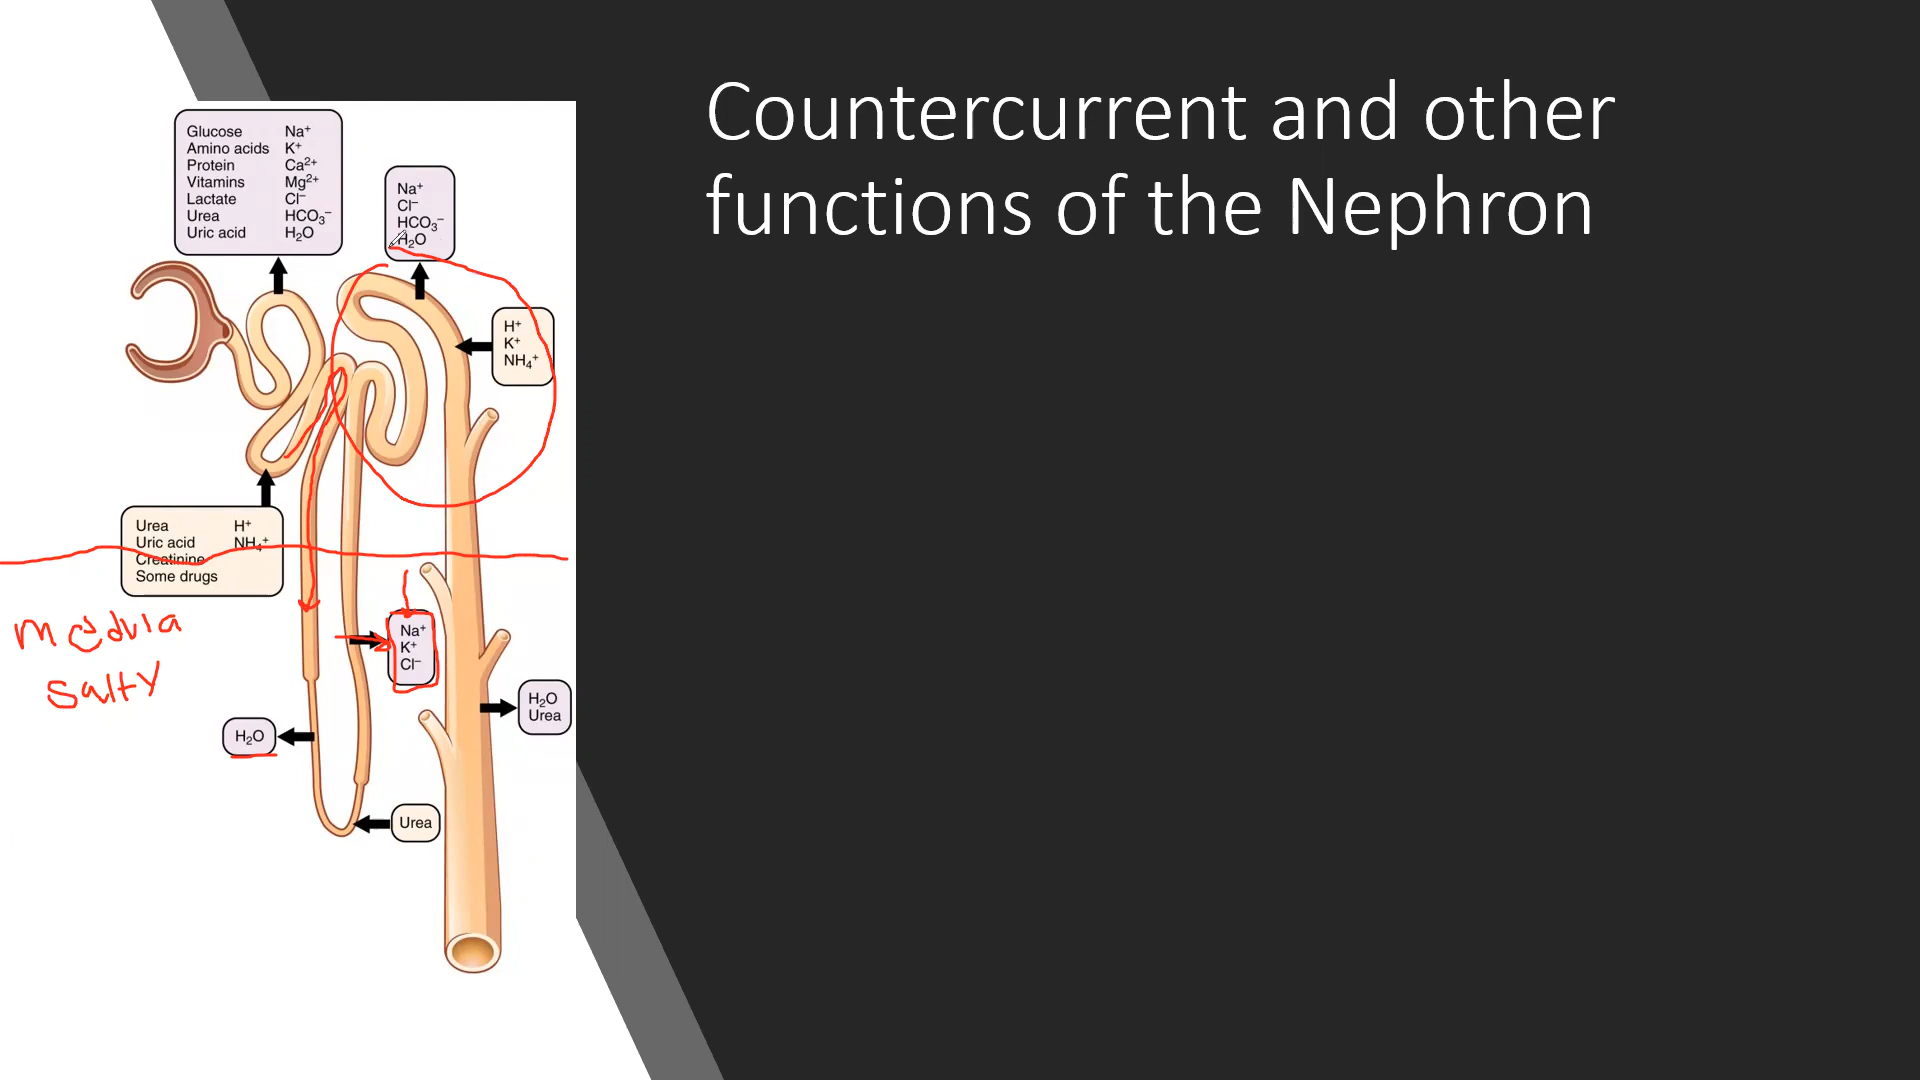 Countercurrent and other
functions of the Nephron
Glucose Na⁺
Amino acids K⁺
Protein Ca²⁺
Vitamins Mg²⁺
Lactate Cl⁻
Urea HCO₃⁻
Uric acid H₂O
Na⁺
Cl⁻
HCO₃⁻
H₂O
H⁺
K⁺
NH₄⁺
Urea H⁺
Uric acid NH₄⁺
Creatinine
Some drugs
medula
salty
Na⁺
K⁺
Cl⁻
H₂O
Urea
H₂O
Urea